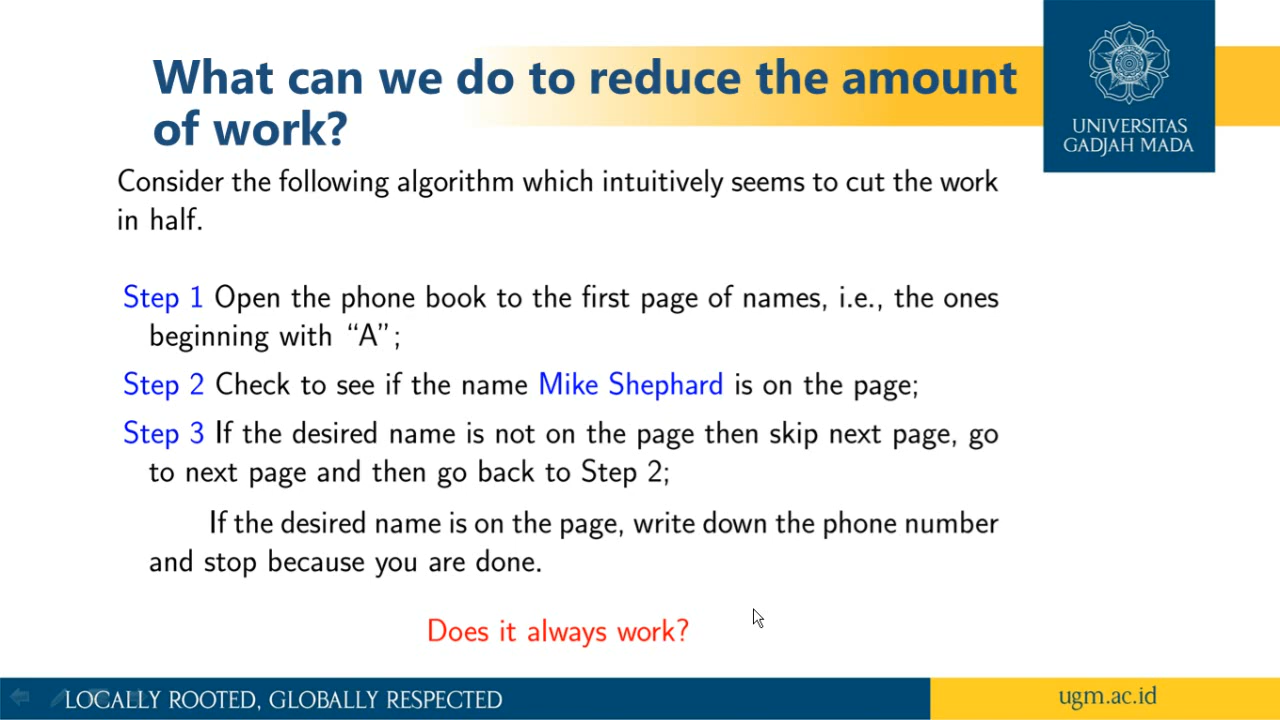 What can we do to reduce the amount
of work?
UNIVERSITAS
GADJAH MADA
Consider the following algorithm which intuitively seems to cut the work
in half.
Step 1 Open the phone book to the first page of names, i.e., the ones
beginning with “A”;
Step 2 Check to see if the name Mike Shephard is on the page;
Step 3 If the desired name is not on the page then skip next page, go
to next page and then go back to Step 2;
If the desired name is on the page, write down the phone number
and stop because you are done.
Does it always work?
LOCALLY ROOTED, GLOBALLY RESPECTED
ugm.ac.id